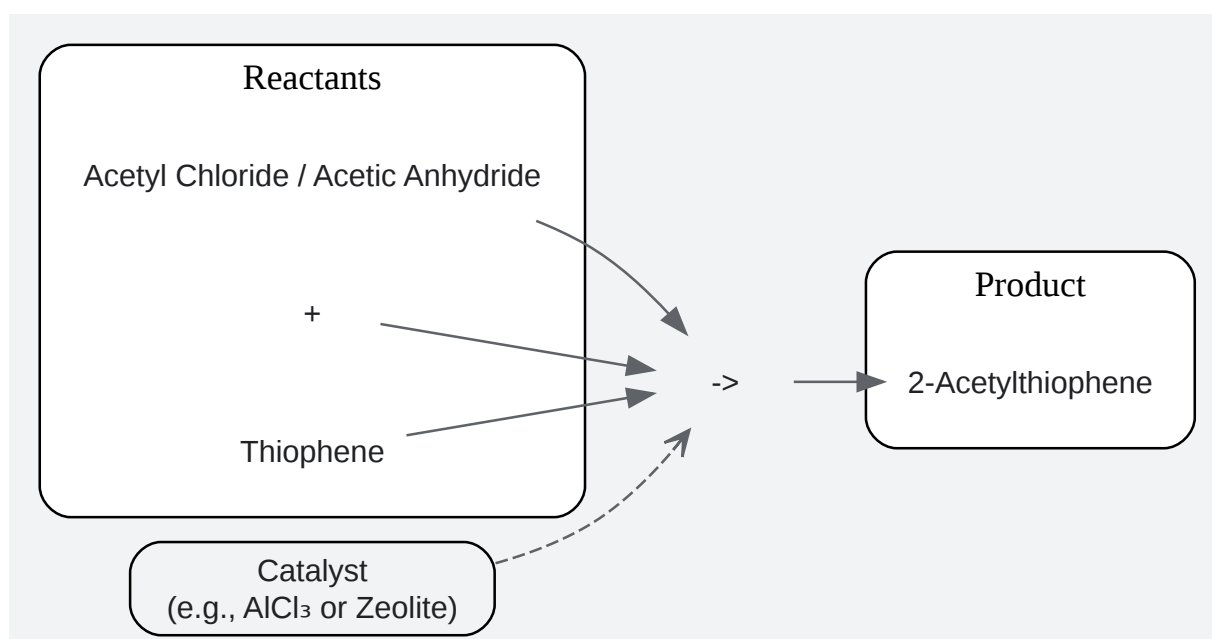 Reactants
Acetyl Chloride / Acetic Anhydride
+
Thiophene
Catalyst
(e.g., AlCl₃ or Zeolite)
->
Product
2-Acetylthiophene